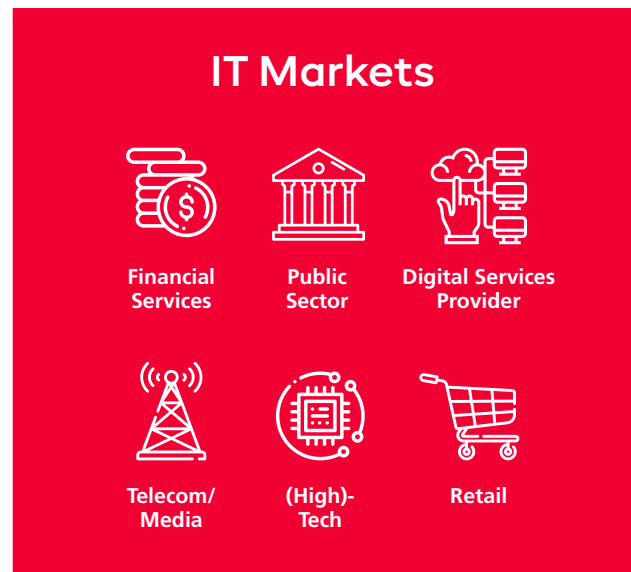 IT Markets
$
Financial
Services
Public
Sector
Digital Services
Provider
Telecom/
Media
(High)-
Tech
Retail